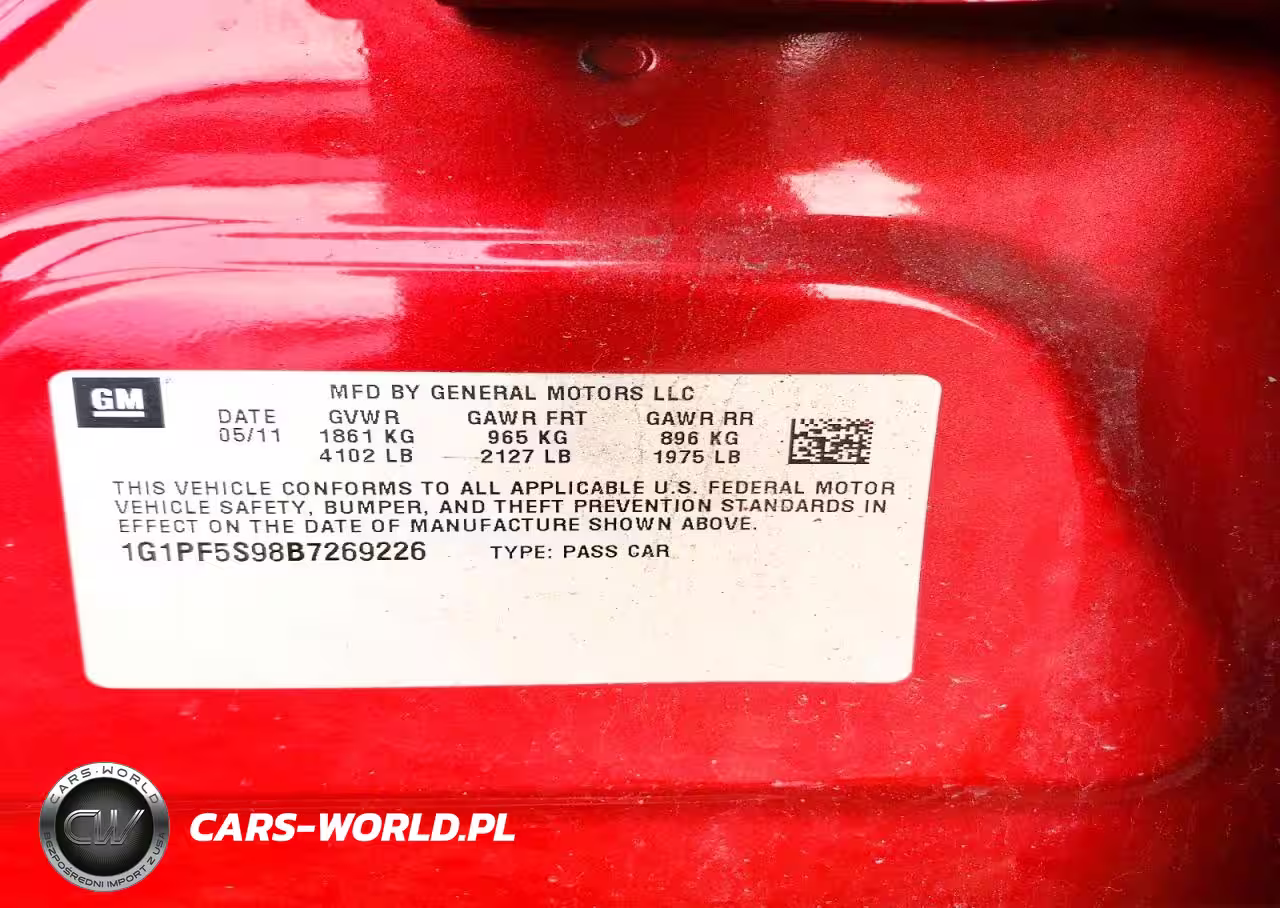 GM
MFD BY GENERAL MOTORS LLC
DATE GVWR GAWR FRT GAWR RR
05/11 1861 KG 965 KG 896 KG
4102 LB 2127 LB 1975 LB
THIS VEHICLE CONFORMS TO ALL APPLICABLE U.S. FEDERAL MOTOR
VEHICLE SAFETY, BUMPER, AND THEFT PREVENTION STANDARDS IN
EFFECT ON THE DATE OF MANUFACTURE SHOWN ABOVE.
1G1PF5S98B7269226 TYPE: PASS CAR
CARS-WORLD
CW
BEZPOŚREDNI IMPORT Z USA
CARS-WORLD.PL